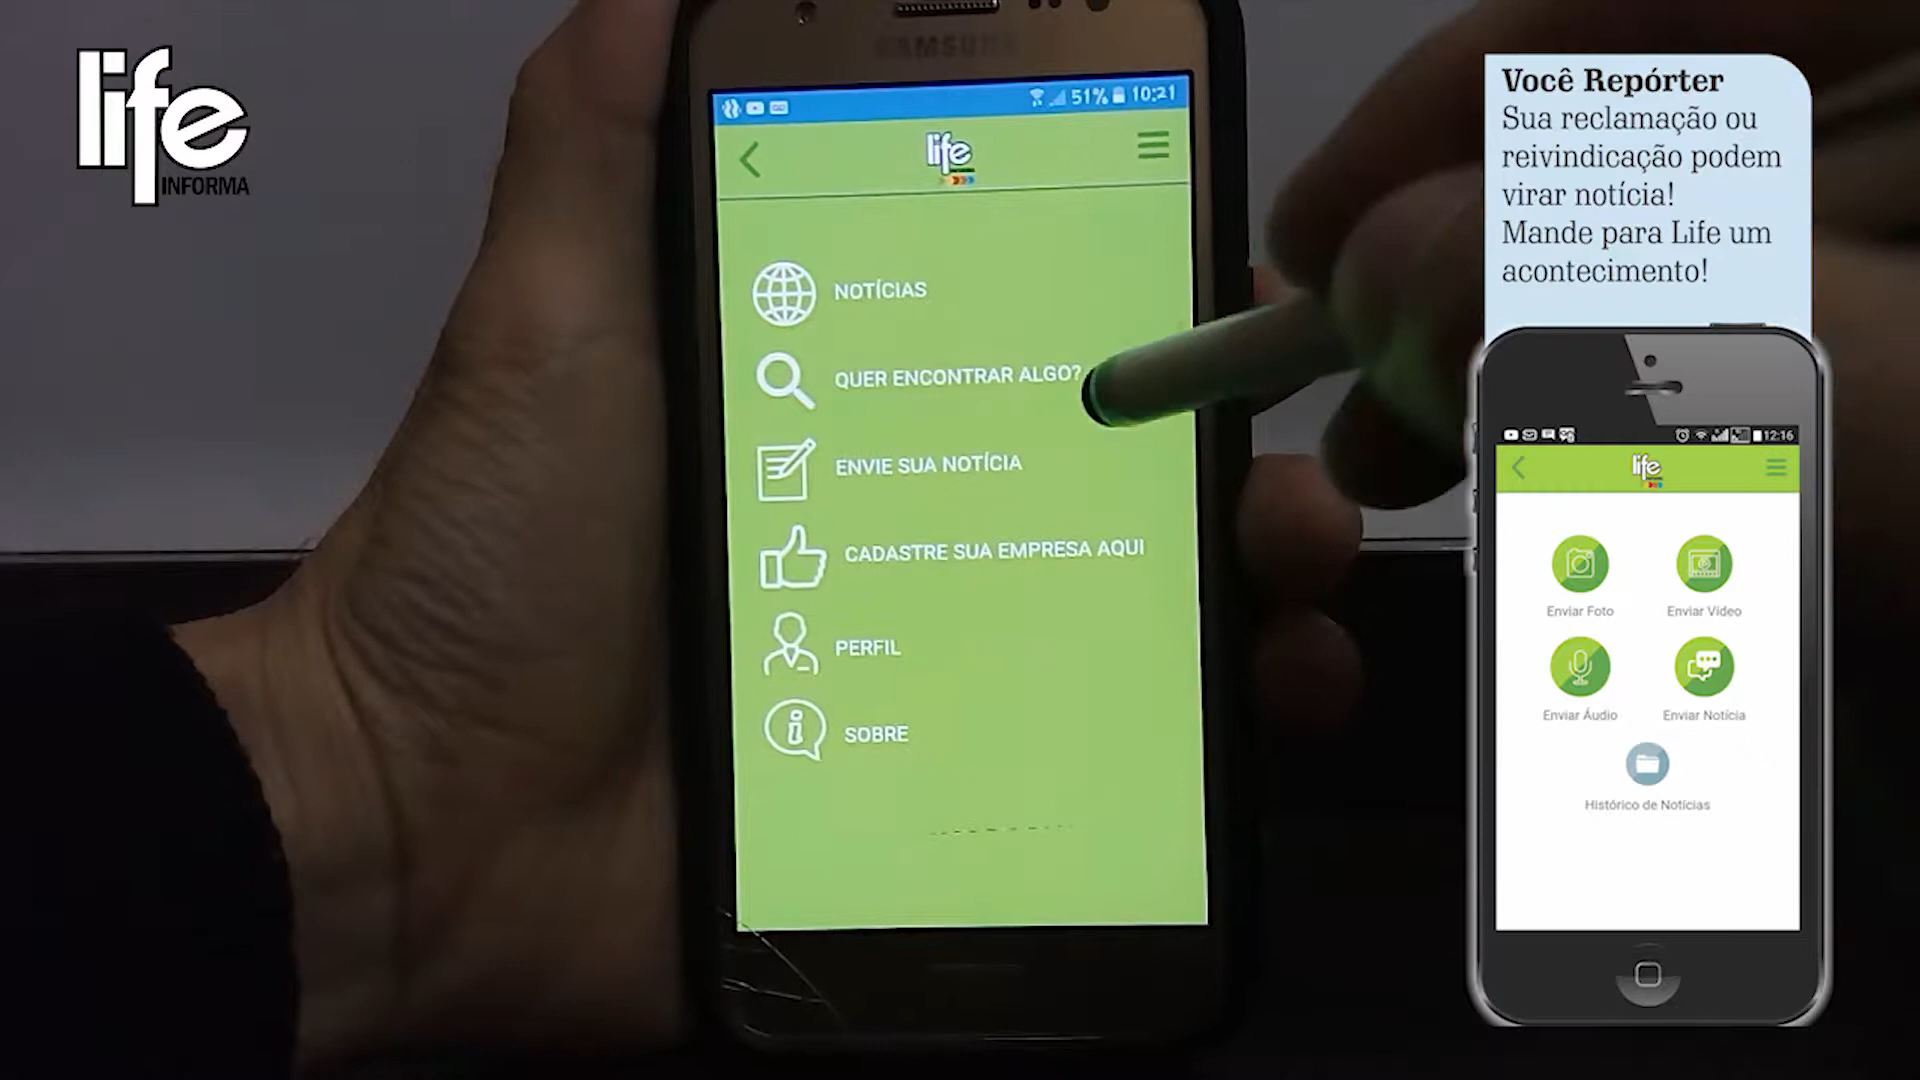 life
INFORMA
SAMSUNG
51% 10:21
life
NOTÍCIAS
QUER ENCONTRAR ALGO?
ENVIE SUA NOTÍCIA
CADASTRE SUA EMPRESA AQUI
PERFIL
SOBRE
Você Repórter
Sua reclamação ou
reivindicação podem
virar notícia!
Mande para Life um
acontecimento!
12:16
life
Enviar Foto
Enviar Vídeo
Enviar Áudio
Enviar Notícia
Histórico de Notícias